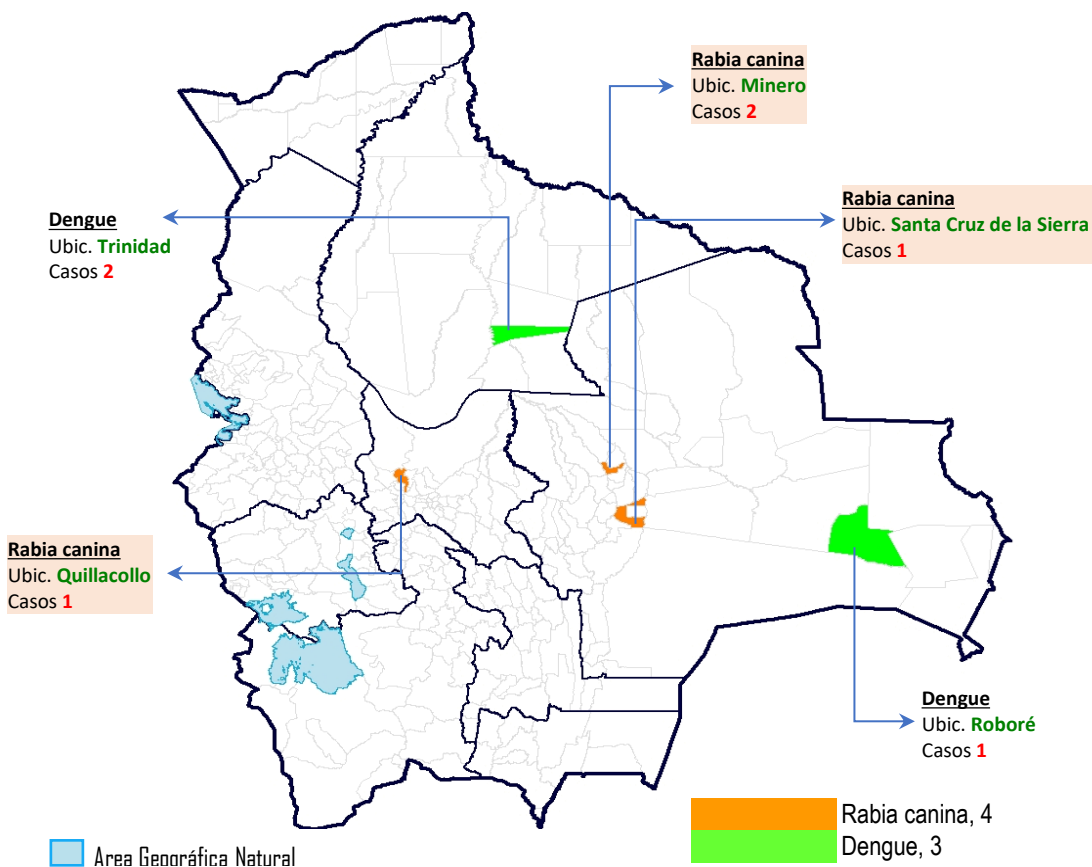 Rabia canina
Ubic. Minero
Casos 2
Rabia canina
Ubic. Santa Cruz de la Sierra
Casos 1
Dengue
Ubic. Trinidad
Casos 2
Rabia canina
Ubic. Quillacollo
Casos 1
Dengue
Ubic. Roboré
Casos 1
Rabia canina, 4
Dengue, 3
Area Geográfica Natural